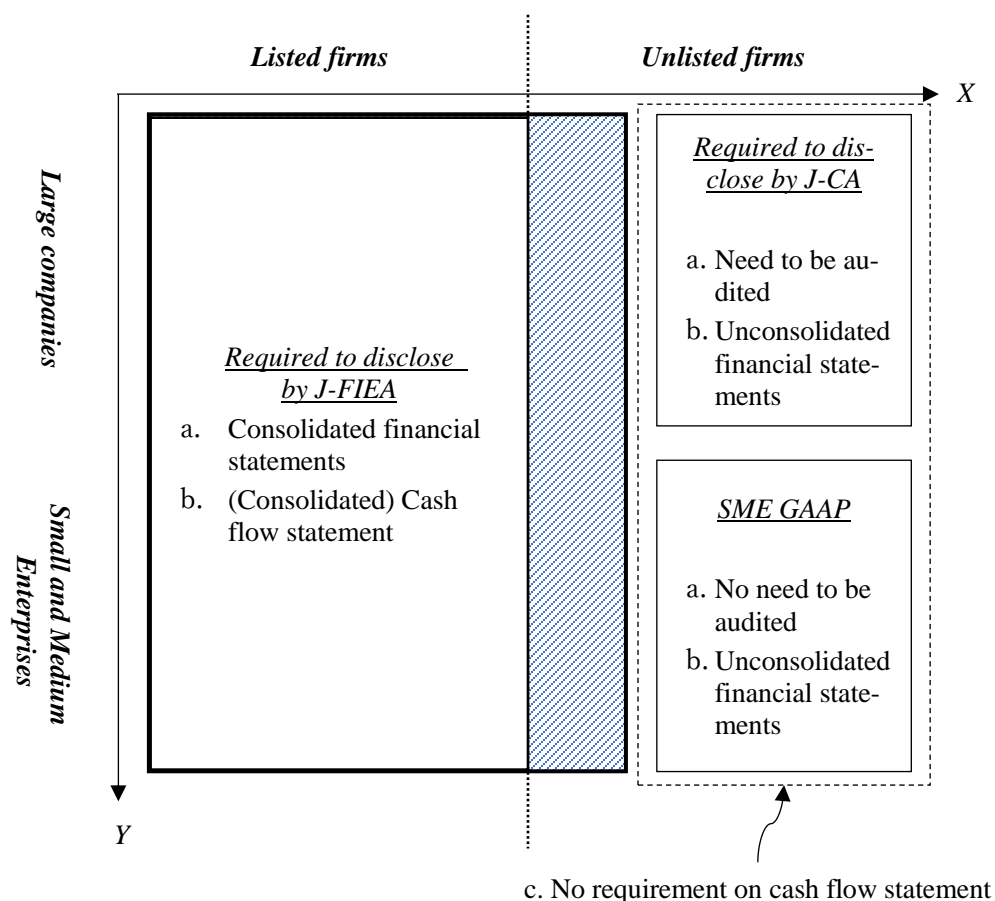 Listed firms
Unlisted firms
X
Large companies
Required to dis-
close by J-CA
a. Need to be au-
dited
b. Unconsolidated
financial state-
ments
Required to disclose
by J-FIEA
a. Consolidated financial
statements
b. (Consolidated) Cash
flow statement
Small and Medium
Enterprises
SME GAAP
a. No need to be
audited
b. Unconsolidated
financial state-
ments
Y
c. No requirement on cash flow statement